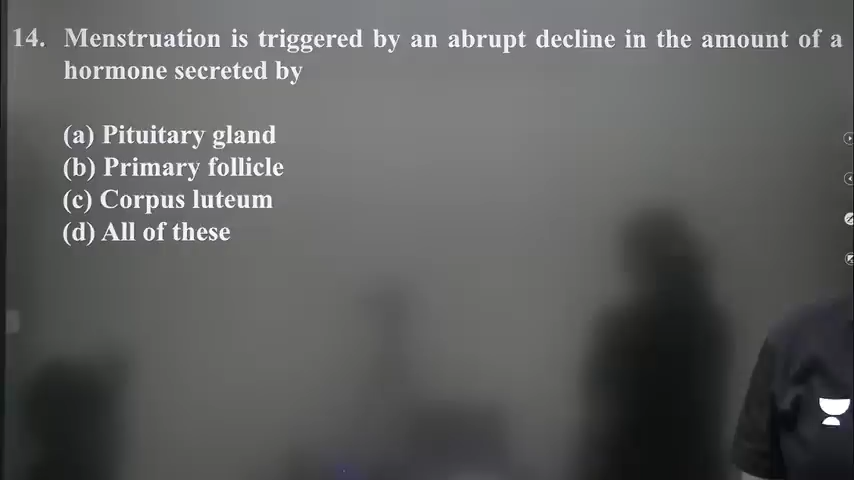 14. Menstruation is triggered by an abrupt decline in the amount of a
hormone secreted by
(a) Pituitary gland
(b) Primary follicle
(c) Corpus luteum
(d) All of these